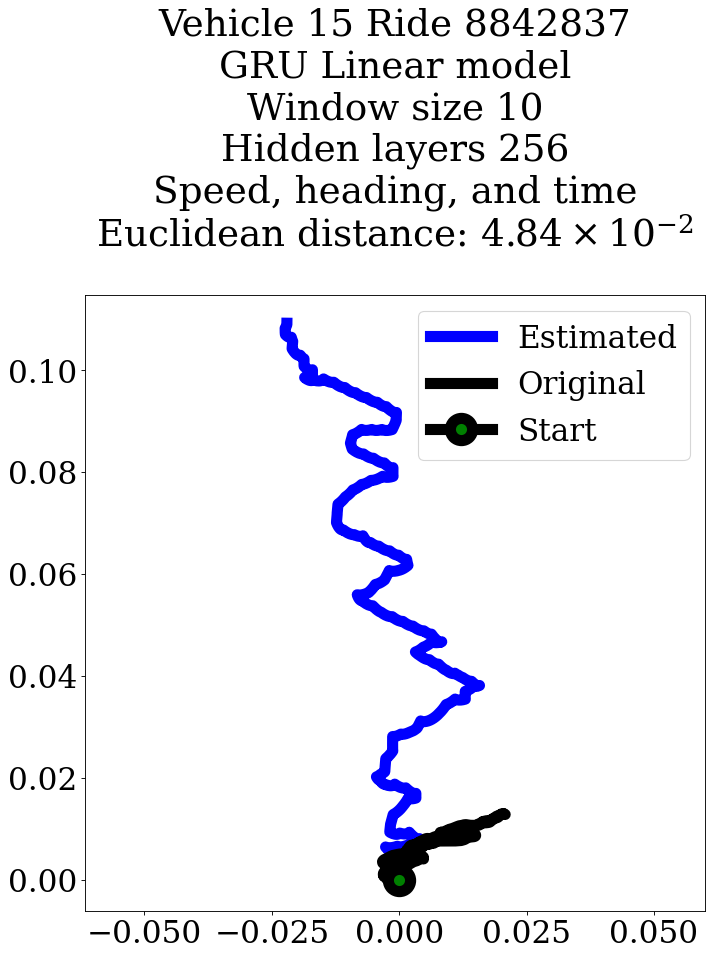 Vehicle 15 Ride 8842837
GRU Linear model
Window size 10
Hidden layers 256
Speed, heading, and time
Euclidean distance: 4.84 × 10⁻²
Estimated
Original
Start
0.10
0.08
0.06
0.04
0.02
0.00
−0.050 −0.025 0.000 0.025 0.050